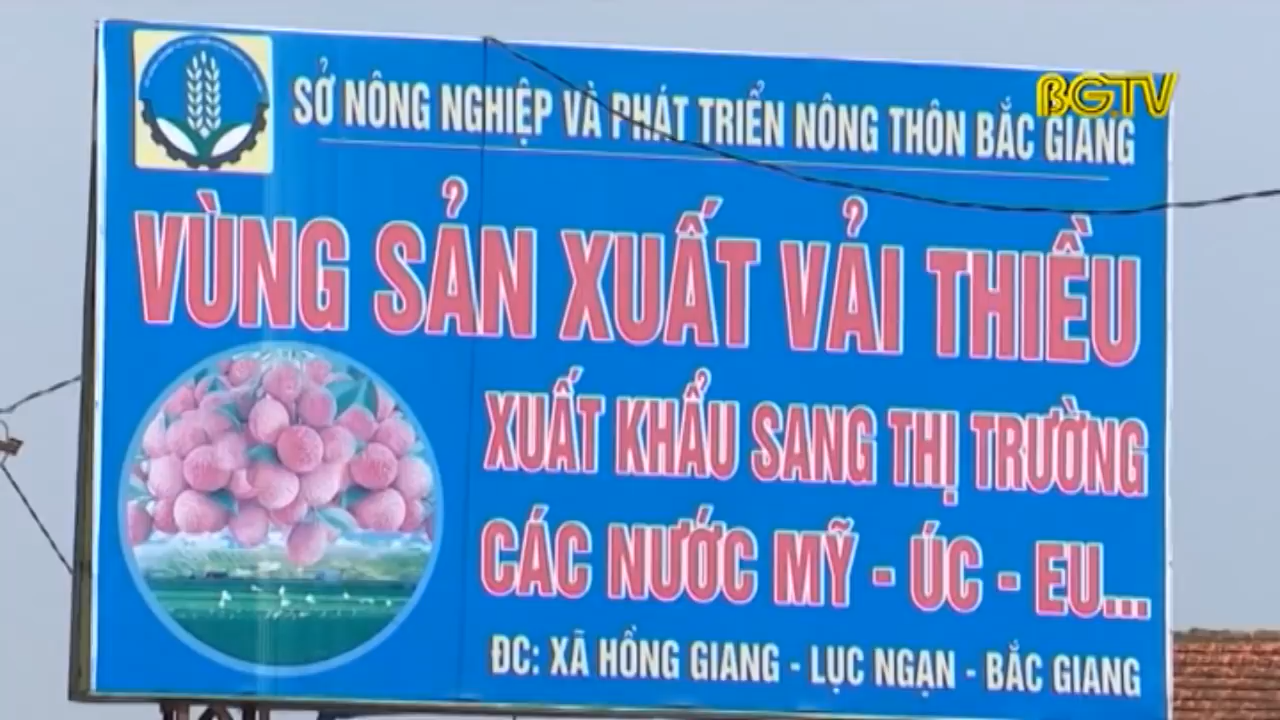 BGTV
SỞ NÔNG NGHIỆP VÀ PHÁT TRIỂN NÔNG THÔN BẮC GIANG
VÙNG SẢN XUẤT VẢI THIỀU
XUẤT KHẨU SANG THỊ TRƯỜNG
CÁC NƯỚC MỸ - ÚC - EU...
ĐC: XÃ HỒNG GIANG - LỤC NGẠN - BẮC GIANG